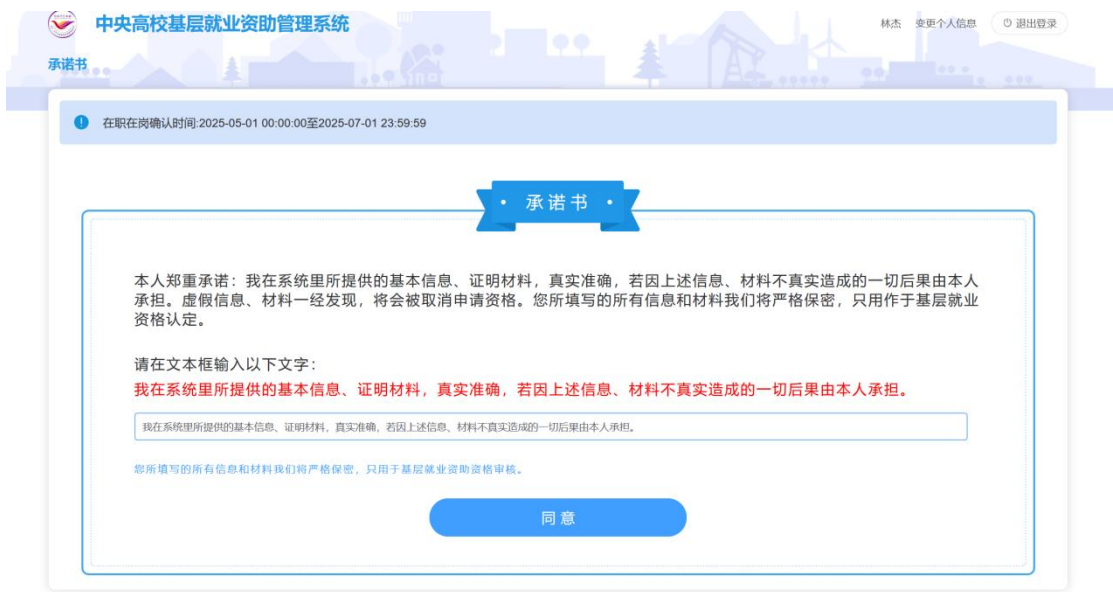 中央高校基层就业资助管理系统
林杰 变更个人信息 退出登录
承诺书
在职在岗确认时间:2025-05-01 00:00:00至2025-07-01 23:59:59
· 承诺书 ·
本人郑重承诺：我在系统里所提供的基本信息、证明材料，真实准确，若因上述信息、材料不真实造成的一切后果由本人
承担。虚假信息、材料一经发现，将会被取消申请资格。您所填写的所有信息和材料我们将严格保密，只用作于基层就业
资格认定。
请在文本框输入以下文字：
我在系统里所提供的基本信息、证明材料，真实准确，若因上述信息、材料不真实造成的一切后果由本人承担。
我在系统里所提供的基本信息、证明材料，真实准确，若因上述信息、材料不真实造成的一切后果由本人承担。
您所填写的所有信息和材料我们将严格保密，只用于基层就业资助资格审核。
同意